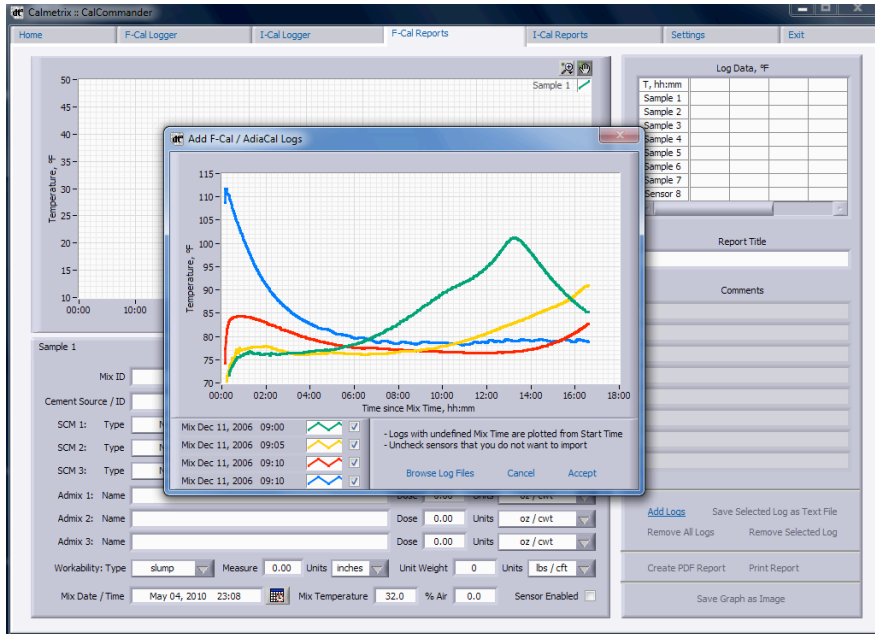 Calmetrix :: CalCommander
Home F-Cal Logger I-Cal Logger F-Cal Reports I-Cal Reports Settings Exit
50
45
40
35
30
25
20
15
10
Temperature, °F
00:00 10:00
Sample 1
Log Data, °F
T, hh:mm
Sample 1
Sample 2
Sample 3
Sample 4
Sample 5
Sample 6
Sample 7
Sensor 8
Report Title
Comments
Add F-Cal / AdiaCal Logs
115
110
105
100
95
90
85
80
75
70
Temperature, °F
00:00 02:00 04:00 06:00 08:00 10:00 12:00 14:00 16:00 18:00
Time since Mix Time, hh:mm
Mix Dec 11, 2006 09:00
Mix Dec 11, 2006 09:05
Mix Dec 11, 2006 09:10
Mix Dec 11, 2006 09:10
- Logs with undefined Mix Time are plotted from Start Time
- Uncheck sensors that you do not want to import
Browse Log Files Cancel Accept
Sample 1
Mix ID
Cement Source / ID
SCM 1: Type
SCM 2: Type
SCM 3: Type
Admix 1: Name Dose 0.00 Units oz / cwt
Admix 2: Name Dose 0.00 Units oz / cwt
Admix 3: Name Dose 0.00 Units oz / cwt
Workability: Type slump Measure 0.00 Units inches Unit Weight 0 Units lbs / cft
Mix Date / Time May 04, 2010 23:08 Mix Temperature 32.0 % Air 0.0 Sensor Enabled
Add Logs Save Selected Log as Text File
Remove All Logs Remove Selected Log
Create PDF Report Print Report
Save Graph as Image